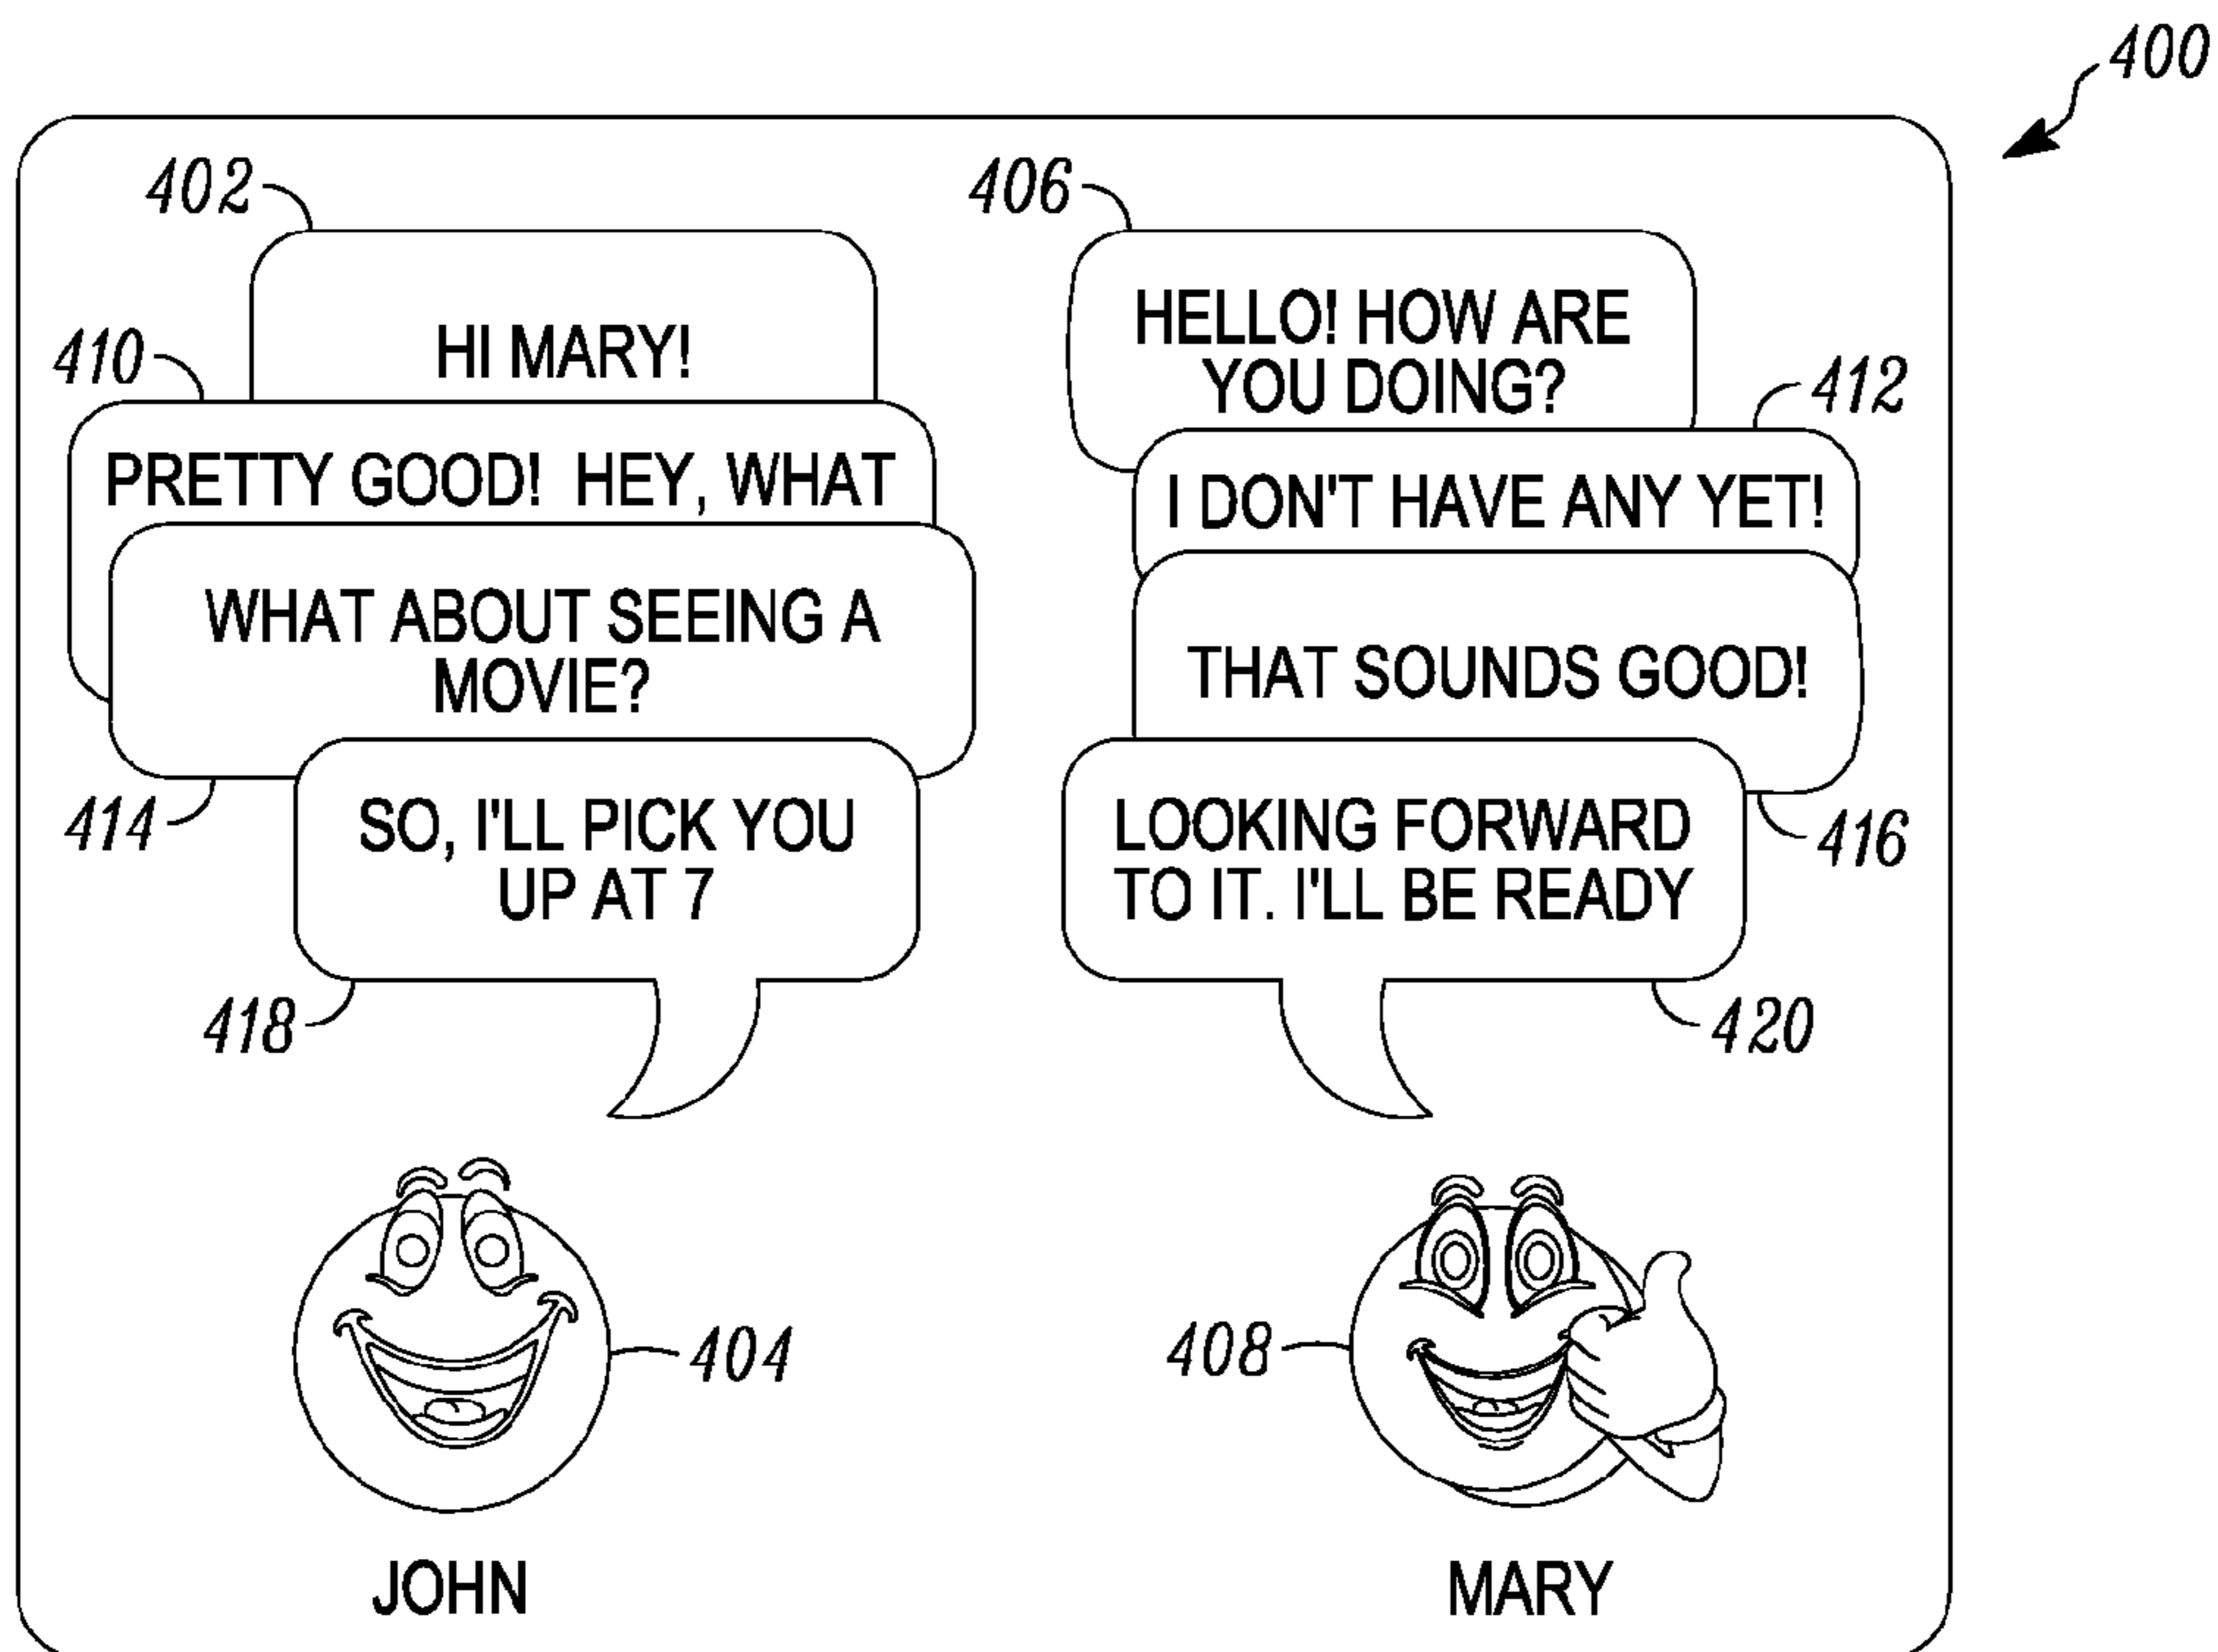 400
402
406
HI MARY!
HELLO! HOW ARE
YOU DOING?
410
412
PRETTY GOOD! HEY, WHAT
I DON'T HAVE ANY YET!
WHAT ABOUT SEEING A
MOVIE?
THAT SOUNDS GOOD!
414
416
SO, I'LL PICK YOU
UP AT 7
LOOKING FORWARD
TO IT. I'LL BE READY
418
420
404
408
JOHN
MARY